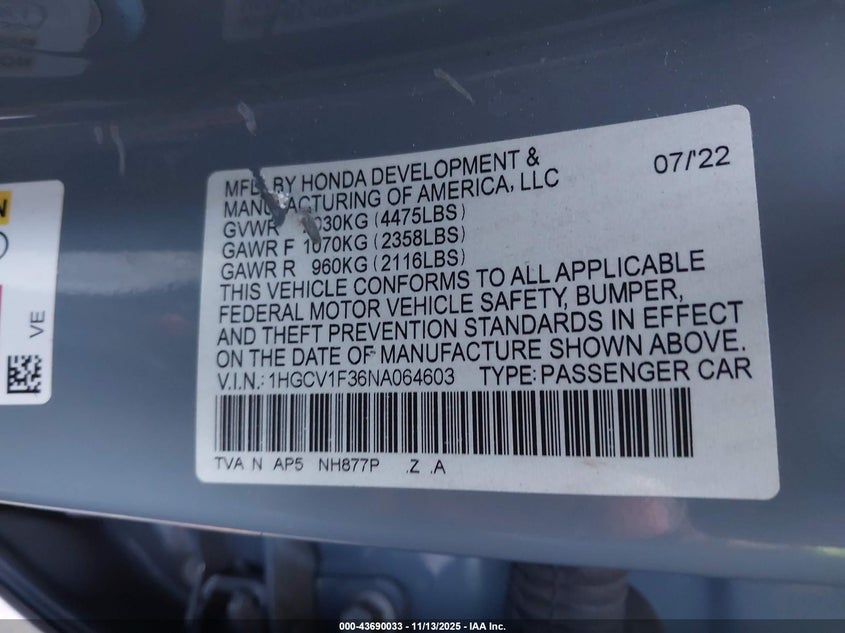 MFD. BY HONDA DEVELOPMENT &
MANUFACTURING OF AMERICA, LLC
07/'22
GVWR 2030KG (4475LBS)
GAWR F 1070KG (2358LBS)
GAWR R 960KG (2116LBS)
THIS VEHICLE CONFORMS TO ALL APPLICABLE
FEDERAL MOTOR VEHICLE SAFETY, BUMPER,
AND THEFT PREVENTION STANDARDS IN EFFECT
ON THE DATE OF MANUFACTURE SHOWN ABOVE.
V.I.N.: 1HGCV1F36NA064603 TYPE: PASSENGER CAR
TVA N AP5 NH877P .Z .A
VE
000-43690033 - 11/13/2025 - IAA Inc.